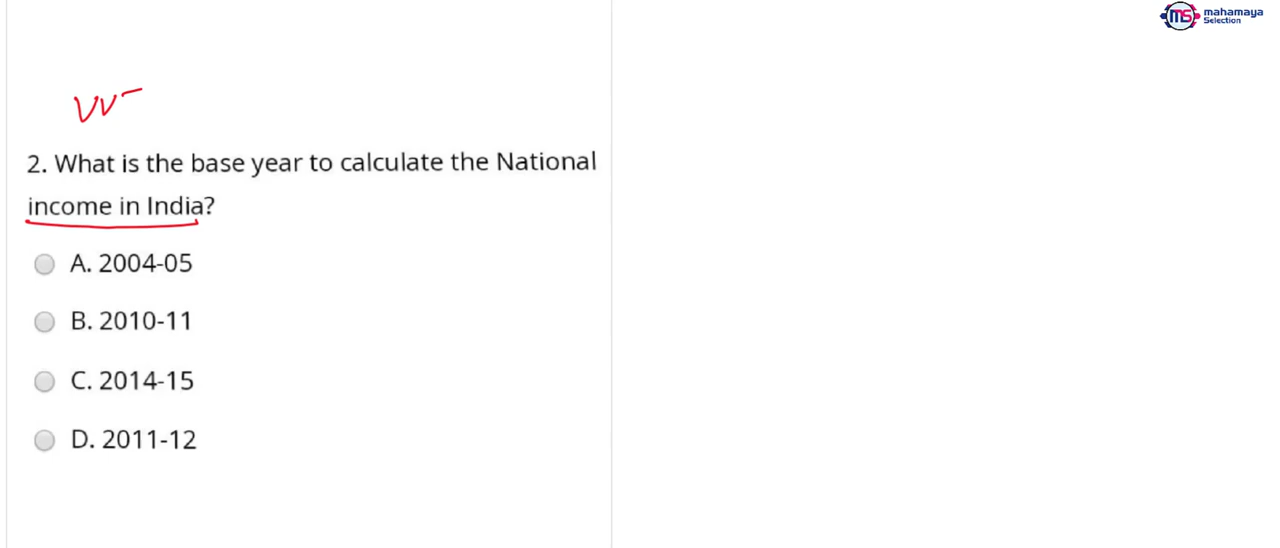 mahamaya
Selection
VV
2. What is the base year to calculate the National
income in India?
A. 2004-05
B. 2010-11
C. 2014-15
D. 2011-12